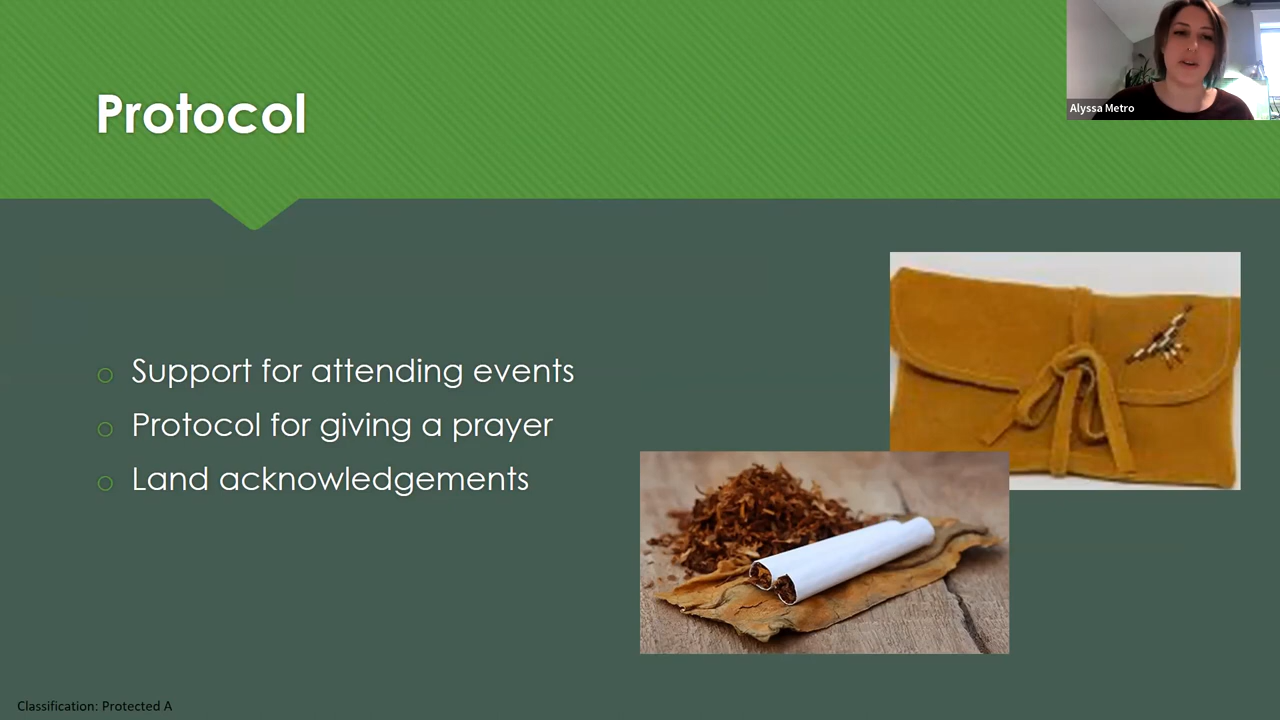 Protocol
Alyssa Metro
Support for attending events
Protocol for giving a prayer
Land acknowledgements
Classification: Protected A